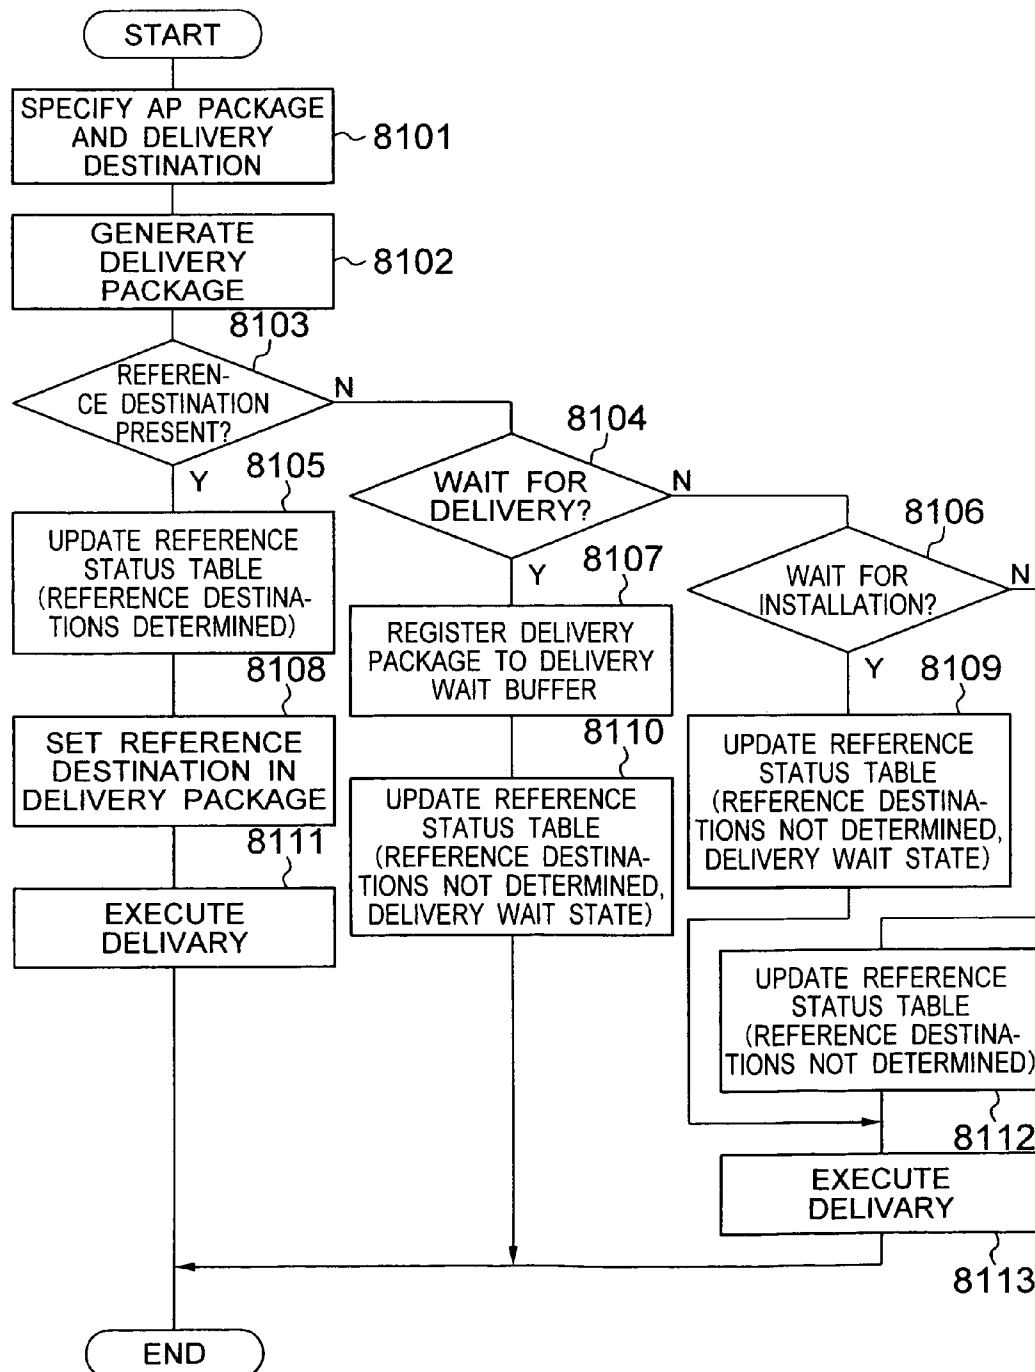 START
SPECIFY AP PACKAGE
AND DELIVERY
DESTINATION
8101
GENERATE
DELIVERY
PACKAGE
8102
8103
REFEREN-
CE DESTINATION
PRESENT?
N
Y
8104
WAIT FOR
DELIVERY?
N
Y
8105
UPDATE REFERENCE
STATUS TABLE
(REFERENCE DESTINA-
TIONS DETERMINED)
8106
WAIT FOR
INSTALLATION?
N
Y
8107
REGISTER DELIVERY
PACKAGE TO DELIVERY
WAIT BUFFER
8108
SET REFERENCE
DESTINATION IN
DELIVERY PACKAGE
8109
UPDATE REFERENCE
STATUS TABLE
(REFERENCE DESTINA-
TIONS NOT DETERMINED,
DELIVERY WAIT STATE)
8110
UPDATE REFERENCE
STATUS TABLE
(REFERENCE DESTINA-
TIONS NOT DETERMINED,
DELIVERY WAIT STATE)
8111
EXECUTE
DELIVARY
UPDATE REFERENCE
STATUS TABLE
(REFERENCE DESTINA-
TIONS NOT DETERMINED)
8112
EXECUTE
DELIVARY
8113
END